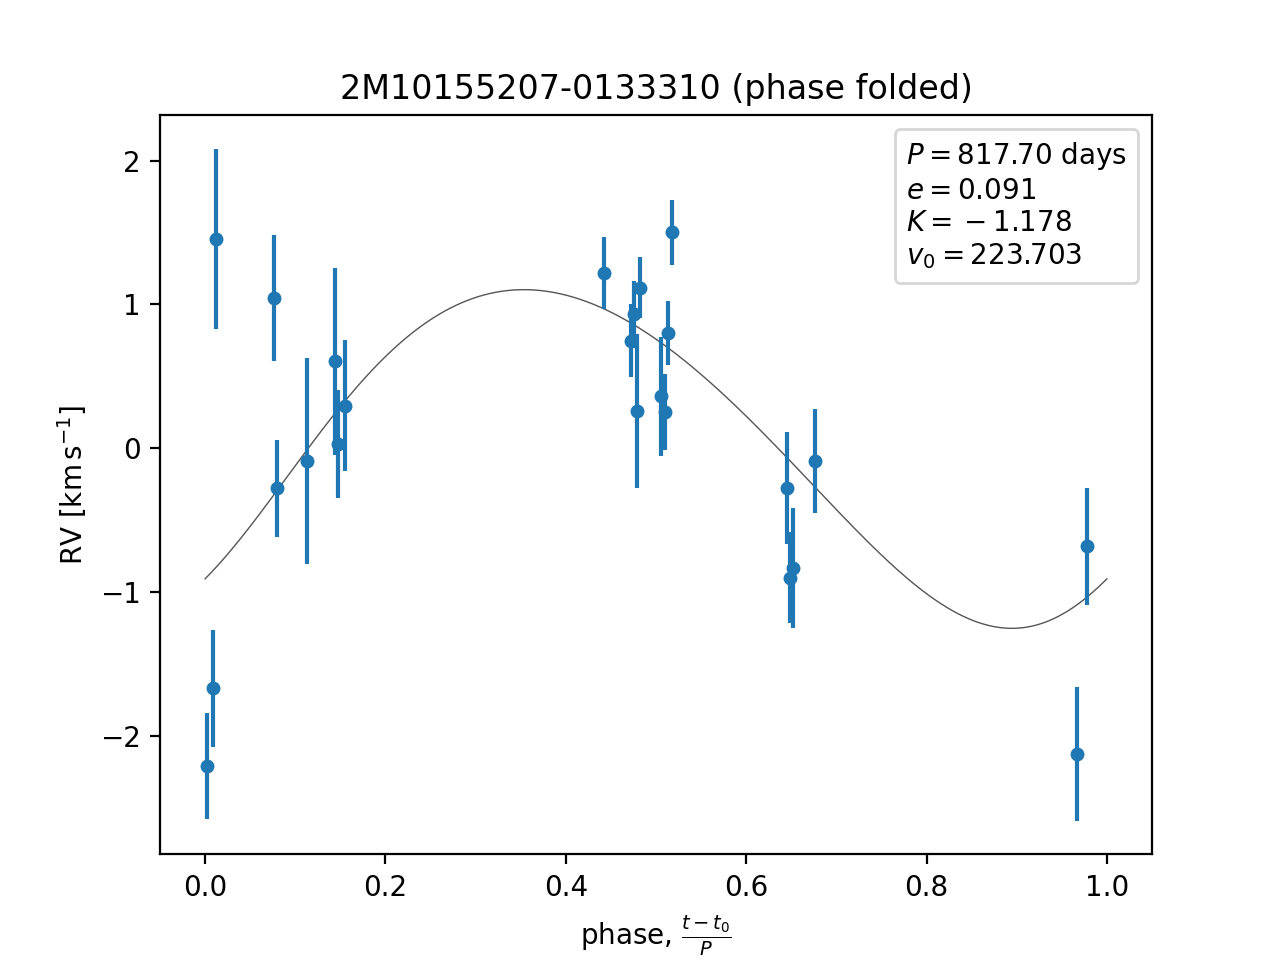 2M10155207-0133310 (phase folded)
P = 817.70 days
e = 0.091
K = −1.178
v₀ = 223.703
2
1
0
−1
−2
RV [km s⁻¹]
0.0 0.2 0.4 0.6 0.8 1.0
phase, (t − t₀)/P